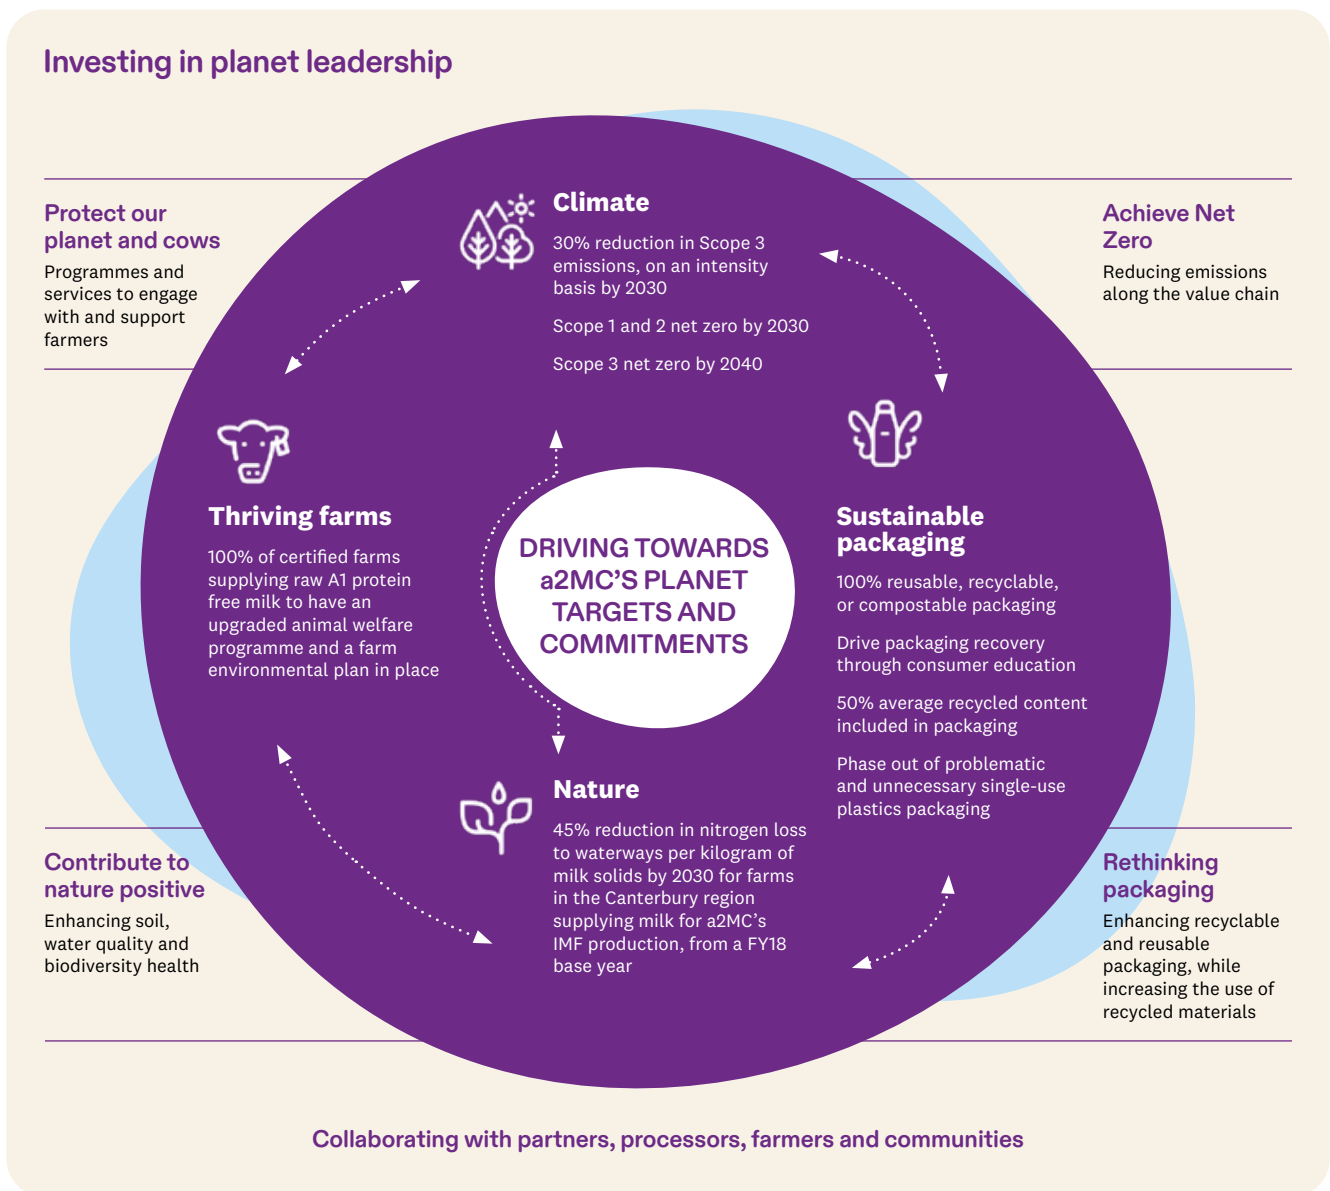 Investing in planet leadership
Protect our
planet and cows
Programmes and
services to engage
with and support
farmers
Climate
30% reduction in Scope 3
emissions, on an intensity
basis by 2030
Scope 1 and 2 net zero by 2030
Scope 3 net zero by 2040
Achieve Net
Zero
Reducing emissions
along the value chain
Thriving farms
100% of certified farms
supplying raw A1 protein
free milk to have an
upgraded animal welfare
programme and a farm
environmental plan in place
DRIVING TOWARDS
a2MC'S PLANET
TARGETS AND
COMMITMENTS
Sustainable
packaging
100% reusable, recyclable,
or compostable packaging
Drive packaging recovery
through consumer education
50% average recycled content
included in packaging
Phase out of problematic
and unnecessary single-use
plastics packaging
Nature
45% reduction in nitrogen loss
to waterways per kilogram of
milk solids by 2030 for farms
in the Canterbury region
supplying milk for a2MC's
IMF production, from a FY18
base year
Contribute to
nature positive
Enhancing soil,
water quality and
biodiversity health
Rethinking
packaging
Enhancing recyclable
and reusable
packaging, while
increasing the use of
recycled materials
Collaborating with partners, processors, farmers and communities